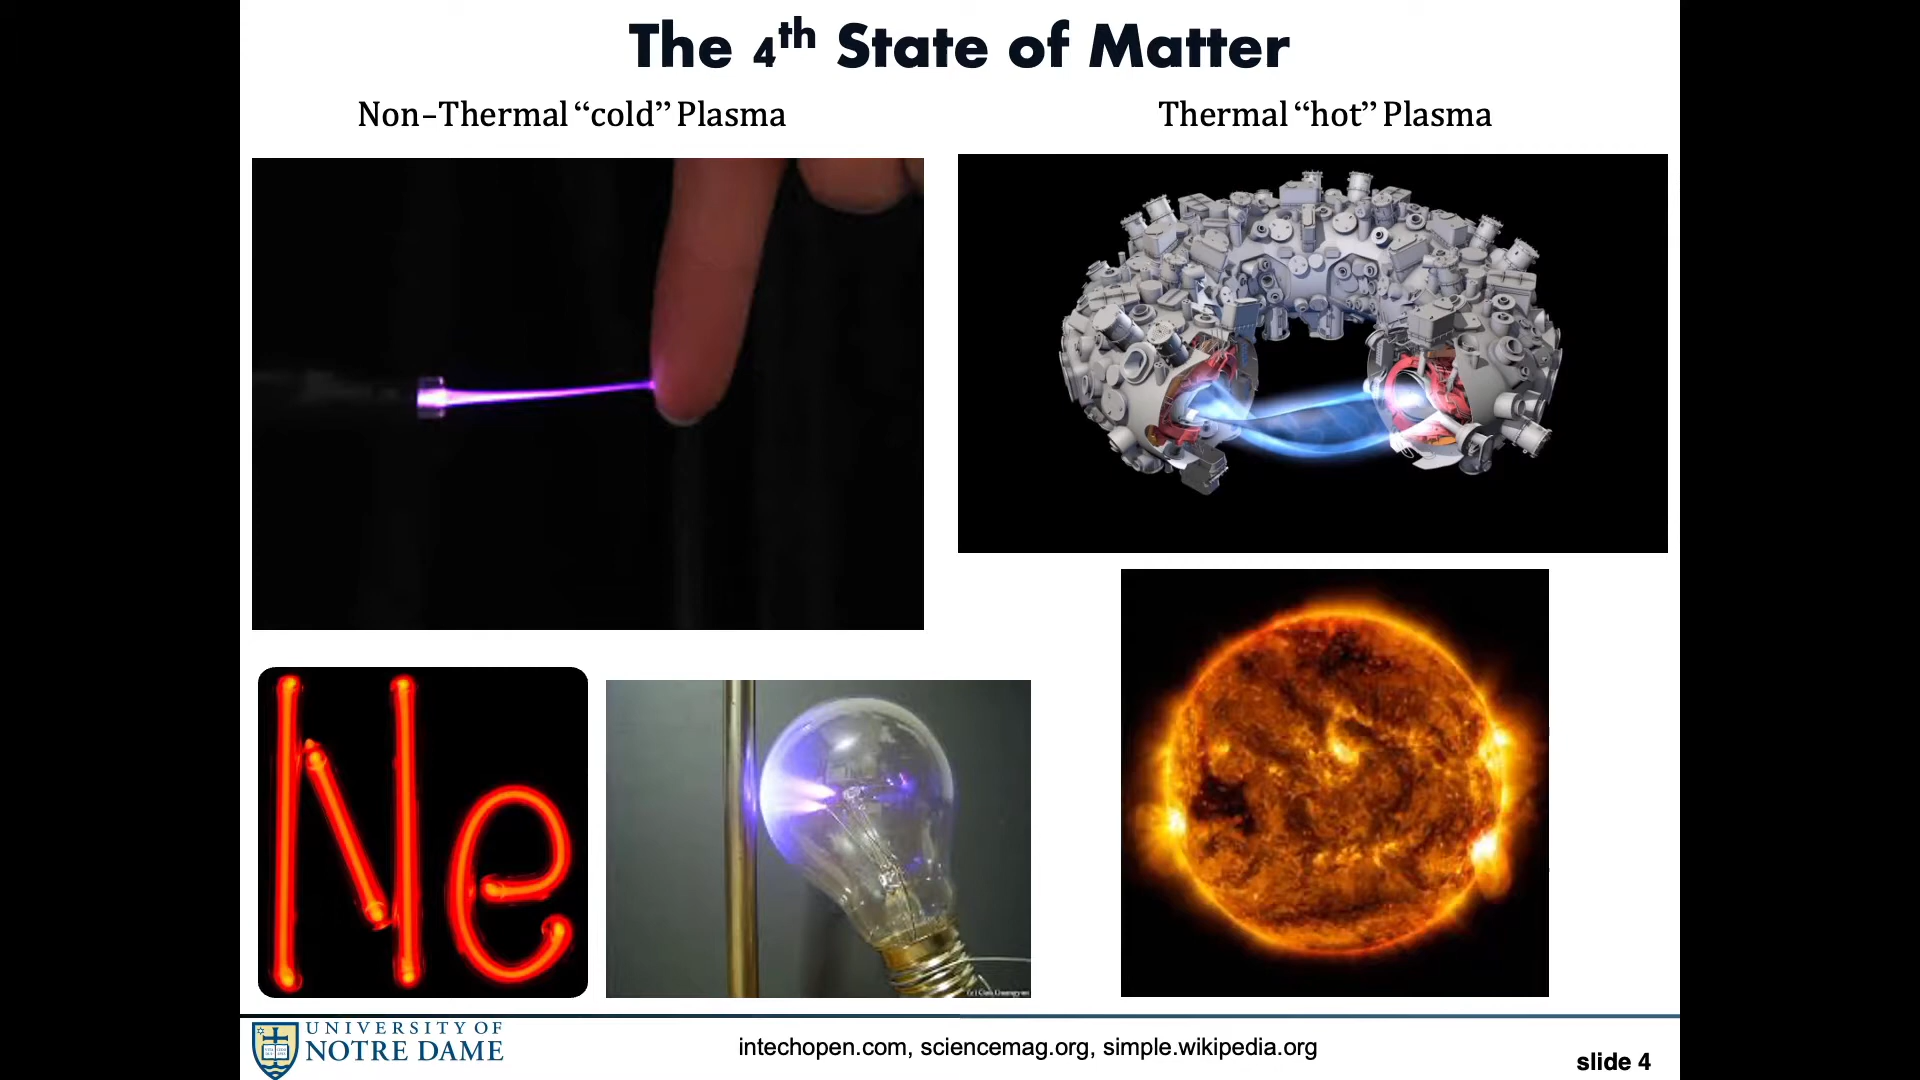 The 4th State of Matter
Non-Thermal “cold” Plasma
Thermal “hot” Plasma
Ne
UNIVERSITY OF
NOTRE DAME
intechopen.com, sciencemag.org, simple.wikipedia.org
slide 4